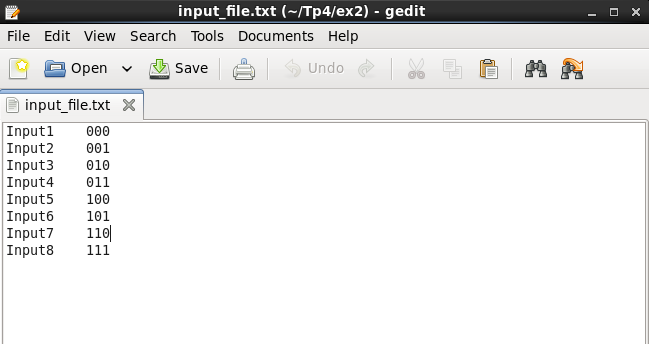 input_file.txt (~/Tp4/ex2) - gedit
File Edit View Search Tools Documents Help
Open Save Undo
input_file.txt
Input1 000
Input2 001
Input3 010
Input4 011
Input5 100
Input6 101
Input7 110
Input8 111